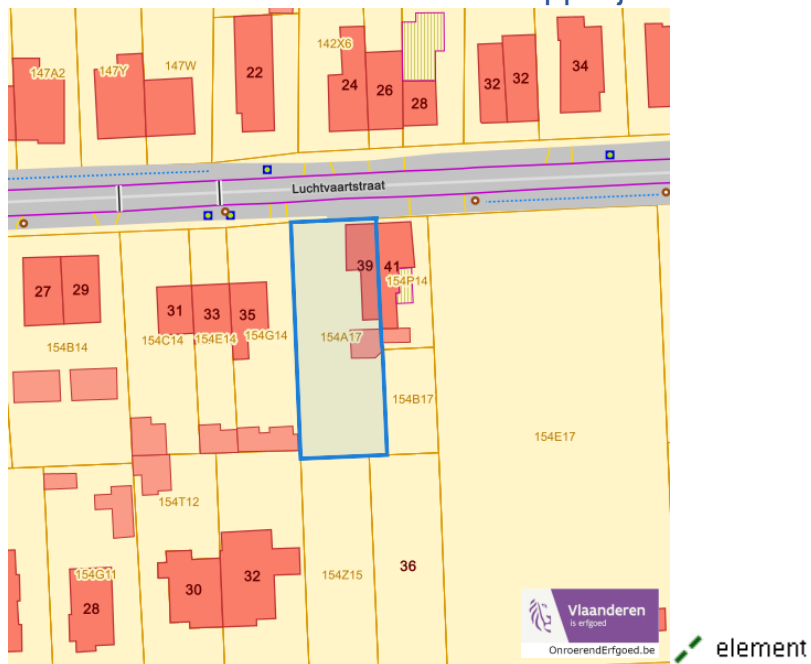 147A2
147Y
147W
22
142X6
24
26
28
32
32
34
Luchtvaartstraat
27
29
31
33
35
39
41
154P14
154B14
154C14
154E14
154G14
154A17
154B17
154E17
154T12
154G11
28
30
32
154Z15
36
Vlaanderen
is erfgoed
OnroerendErfgoed.be
element